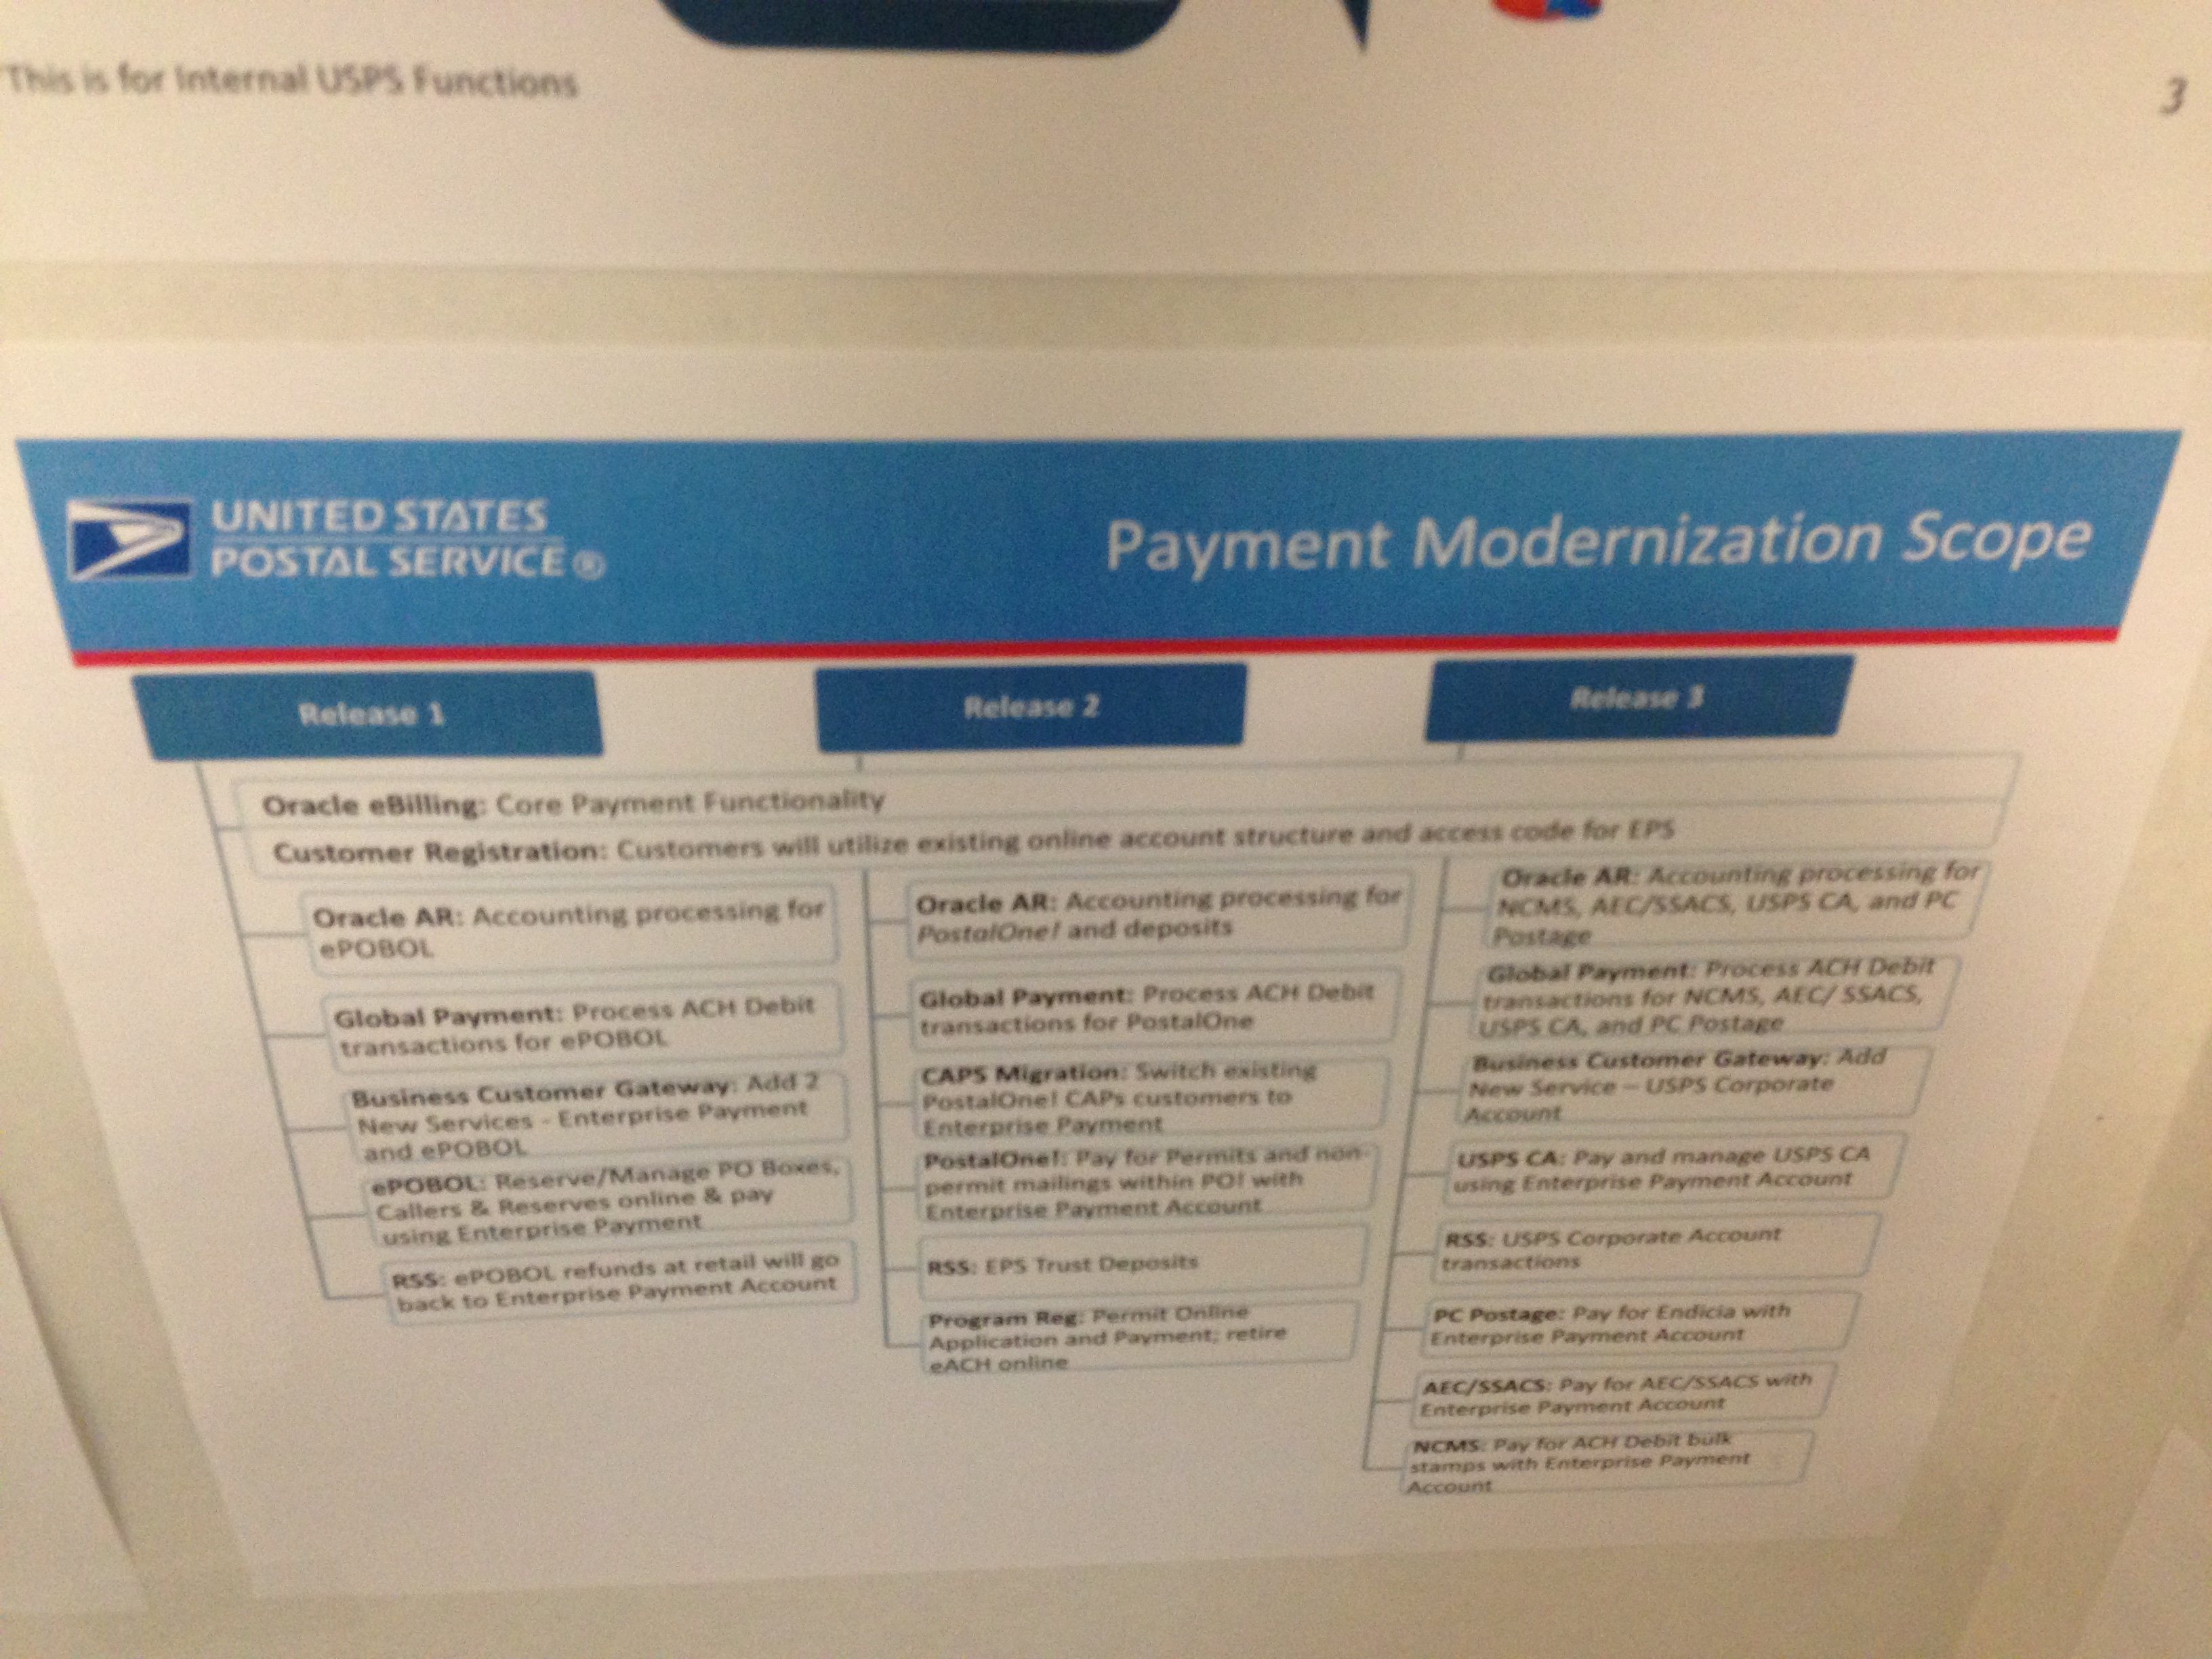 This is for Internal USPS Functions
3
UNITED STATES
POSTAL SERVICE®
Payment Modernization Scope
Release 1
Release 2
Release 3
Oracle eBilling: Core Payment Functionality
Customer Registration: Customers will utilize existing online account structure and access code for EPS
Oracle AR: Accounting processing for
ePOBOL
Global Payment: Process ACH Debit
transactions for ePOBOL
Business Customer Gateway: Add 2
New Services - Enterprise Payment
and ePOBOL
ePOBOL: Reserve/Manage PO Boxes,
Callers & Reserves online & pay
using Enterprise Payment
RSS: ePOBOL refunds at retail will go
back to Enterprise Payment Account
Oracle AR: Accounting processing for
PostalOne! and deposits
Global Payment: Process ACH Debit
transactions for PostalOne
CAPS Migration: Switch existing
PostalOne! CAPs customers to
Enterprise Payment
PostalOne!: Pay for Permits and non-
permit mailings within PO! with
Enterprise Payment Account
RSS: EPS Trust Deposits
Program Reg: Permit Online
Application and Payment; retire
eACH online
Oracle AR: Accounting processing for
NCMS, AEC/SSACS, USPS CA, and PC
Postage
Global Payment: Process ACH Debit
transactions for NCMS, AEC/ SSACS,
USPS CA, and PC Postage
Business Customer Gateway: Add
New Service – USPS Corporate
Account
USPS CA: Pay and manage USPS CA
using Enterprise Payment Account
RSS: USPS Corporate Account
transactions
PC Postage: Pay for Endicia with
Enterprise Payment Account
AEC/SSACS: Pay for AEC/SSACS with
Enterprise Payment Account
NCMS: Pay for ACH Debit bulk
stamps with Enterprise Payment
Account